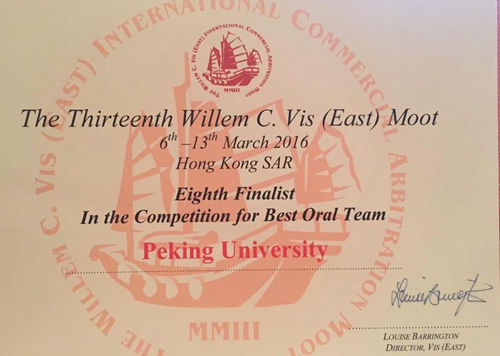 THE WILLEM C. VIS (EAST) INTERNATIONAL COMMERCIAL ARBITRATION MOOT
THE WILLEM C. VIS (EAST) INTERNATIONAL COMMERCIAL ARBITRATION MOOT
MMIII
The Thirteenth Willem C. Vis (East) Moot
6th –13th March 2016
Hong Kong SAR
Eighth Finalist
In the Competition for Best Oral Team
Peking University
MMIII
LOUISE BARRINGTON
DIRECTOR, VIS (EAST)